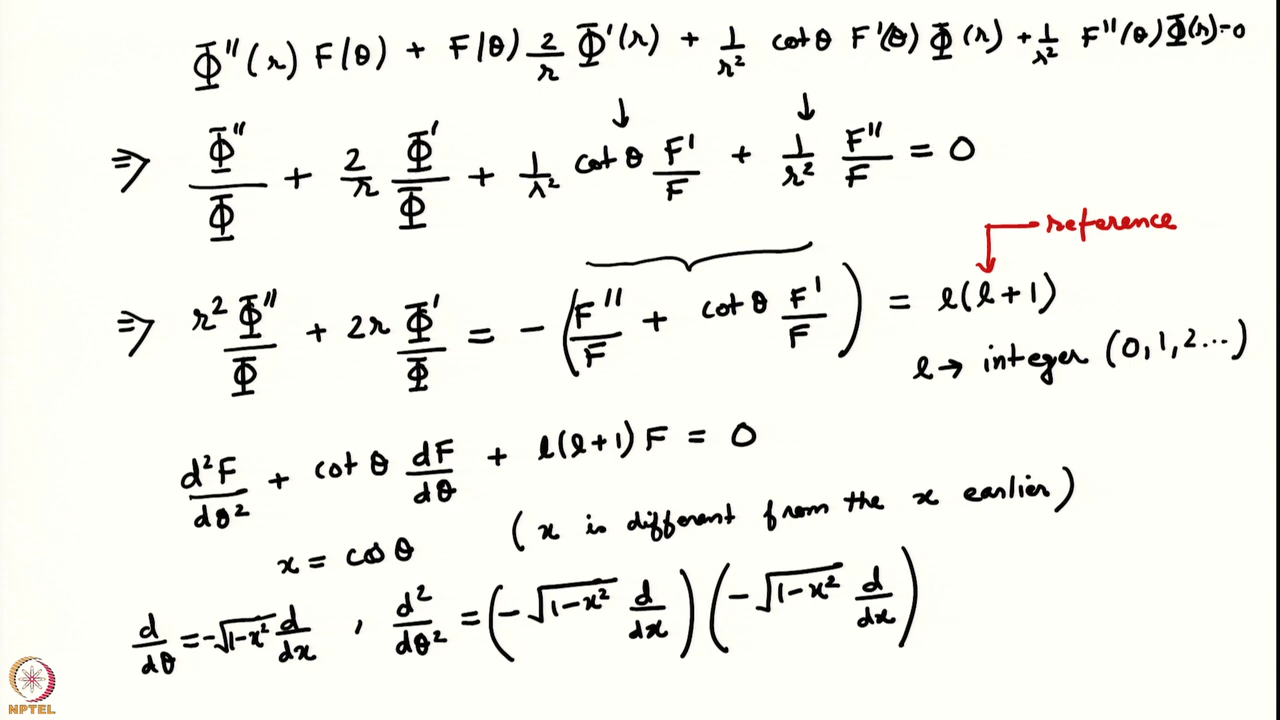 Φ''(r) F(θ) + F(θ) 2/r Φ'(r) + 1/r² cot θ F'(θ) Φ(r) + 1/r² F''(θ) Φ(r) = 0
⇒ Φ''/Φ + 2/r Φ'/Φ + 1/r² cot θ F'/F + 1/r² F''/F = 0
reference
⇒ r² Φ''/Φ + 2r Φ'/Φ = - (F''/F + cot θ F'/F) = l(l+1)
l → integer (0, 1, 2 ...)
d²F/dθ² + cot θ dF/dθ + l(l+1) F = 0
x = cos θ (x is different from the x earlier)
d/dθ = -√1-x² d/dx , d²/dθ² = (-√1-x² d/dx) (-√1-x² d/dx)
NPTEL